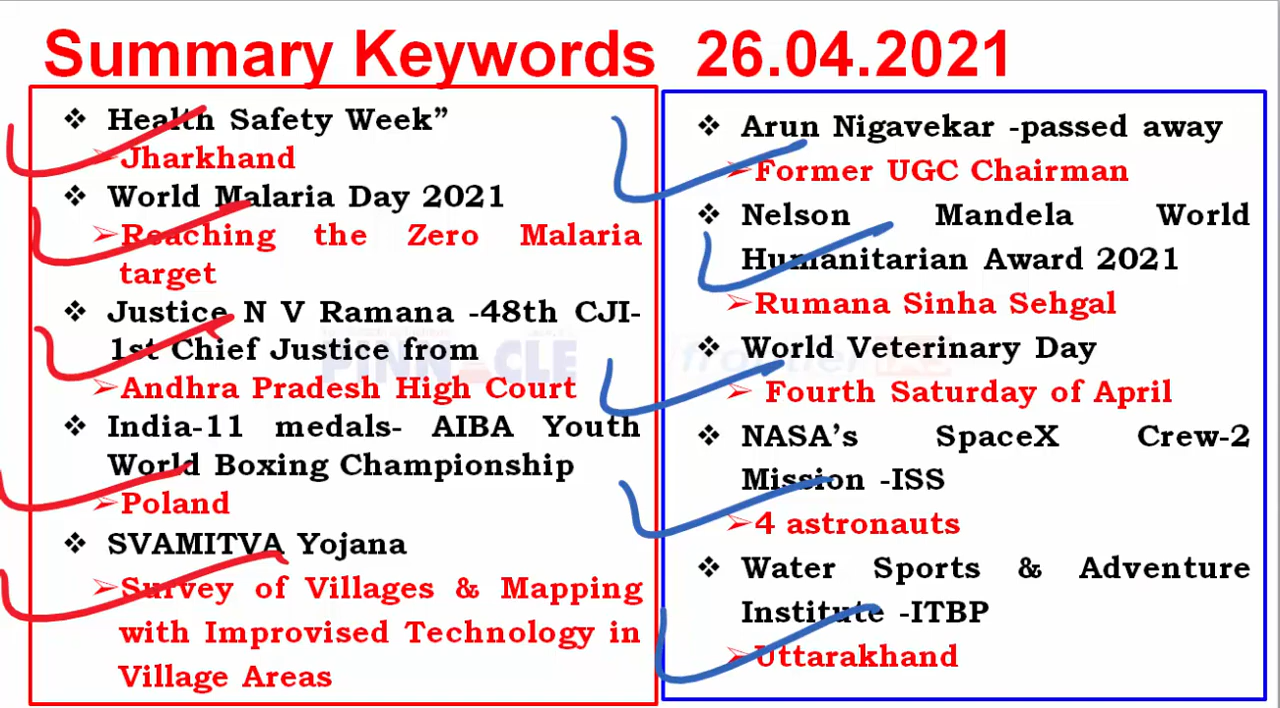 Summary Keywords 26.04.2021
❖ Health Safety Week”
➢Jharkhand
❖ World Malaria Day 2021
➢Reaching the Zero Malaria
target
❖ Justice N V Ramana -48th CJI-
1st Chief Justice from
➢Andhra Pradesh High Court
❖ India-11 medals- AIBA Youth
World Boxing Championship
➢Poland
❖ SVAMITVA Yojana
➢Survey of Villages & Mapping
with Improvised Technology in
Village Areas
❖ Arun Nigavekar -passed away
➢Former UGC Chairman
❖ Nelson Mandela World
Humanitarian Award 2021
➢Rumana Sinha Sehgal
❖ World Veterinary Day
➢ Fourth Saturday of April
❖ NASA’s SpaceX Crew-2
Mission -ISS
➢4 astronauts
❖ Water Sports & Adventure
Institute -ITBP
➢Uttarakhand
PINNACLE